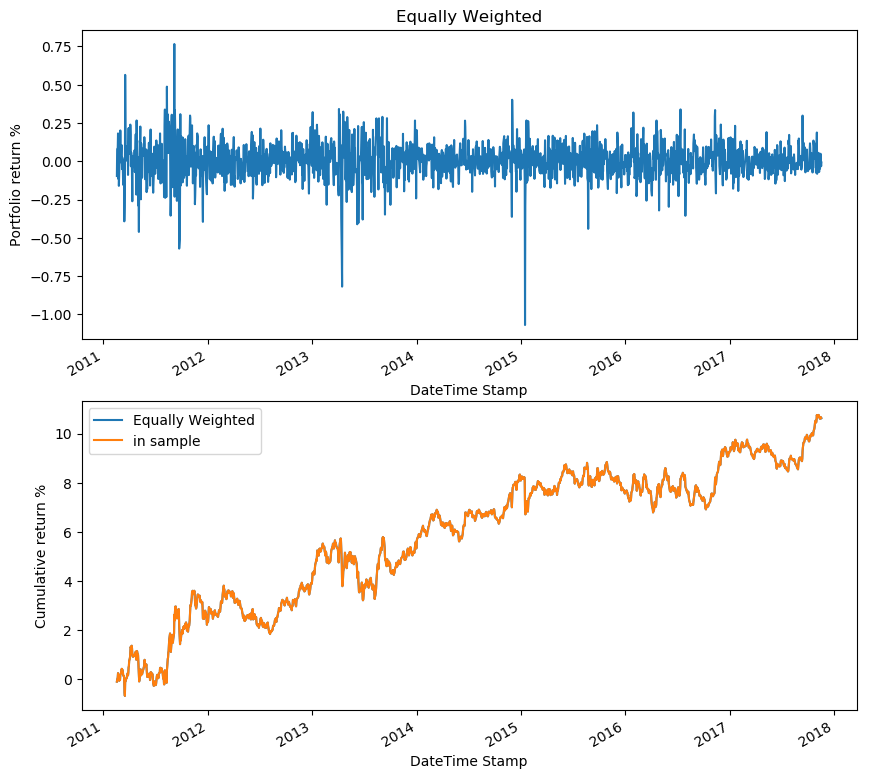 Equally Weighted
Portfolio return %
0.75
0.50
0.25
0.00
−0.25
−0.50
−0.75
−1.00
2011 2012 2013 2014 2015 2016 2017 2018
DateTime Stamp
Equally Weighted
in sample
Cumulative return %
10
8
6
4
2
0
2011 2012 2013 2014 2015 2016 2017 2018
DateTime Stamp